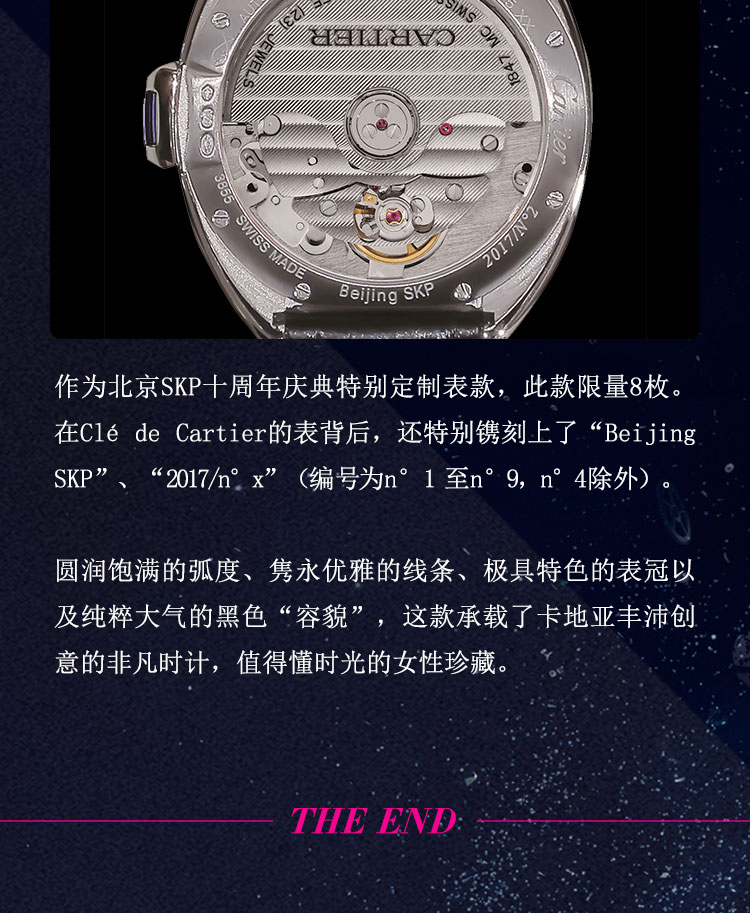 CARTIER
(23) JEWELS
1847 MC SWISS
Cartier
3855 SWISS MADE
Beijing SKP
2017/N°2
作为北京SKP十周年庆典特别定制表款，此款限量8枚。
在Clé de Cartier的表背后，还特别镌刻上了“Beijing
SKP”、“2017/n° x”（编号为n° 1 至n° 9，n° 4除外）。
圆润饱满的弧度、隽永优雅的线条、极具特色的表冠以
及纯粹大气的黑色“容貌”，这款承载了卡地亚丰沛创
意的非凡时计，值得懂时光的女性珍藏。
THE END